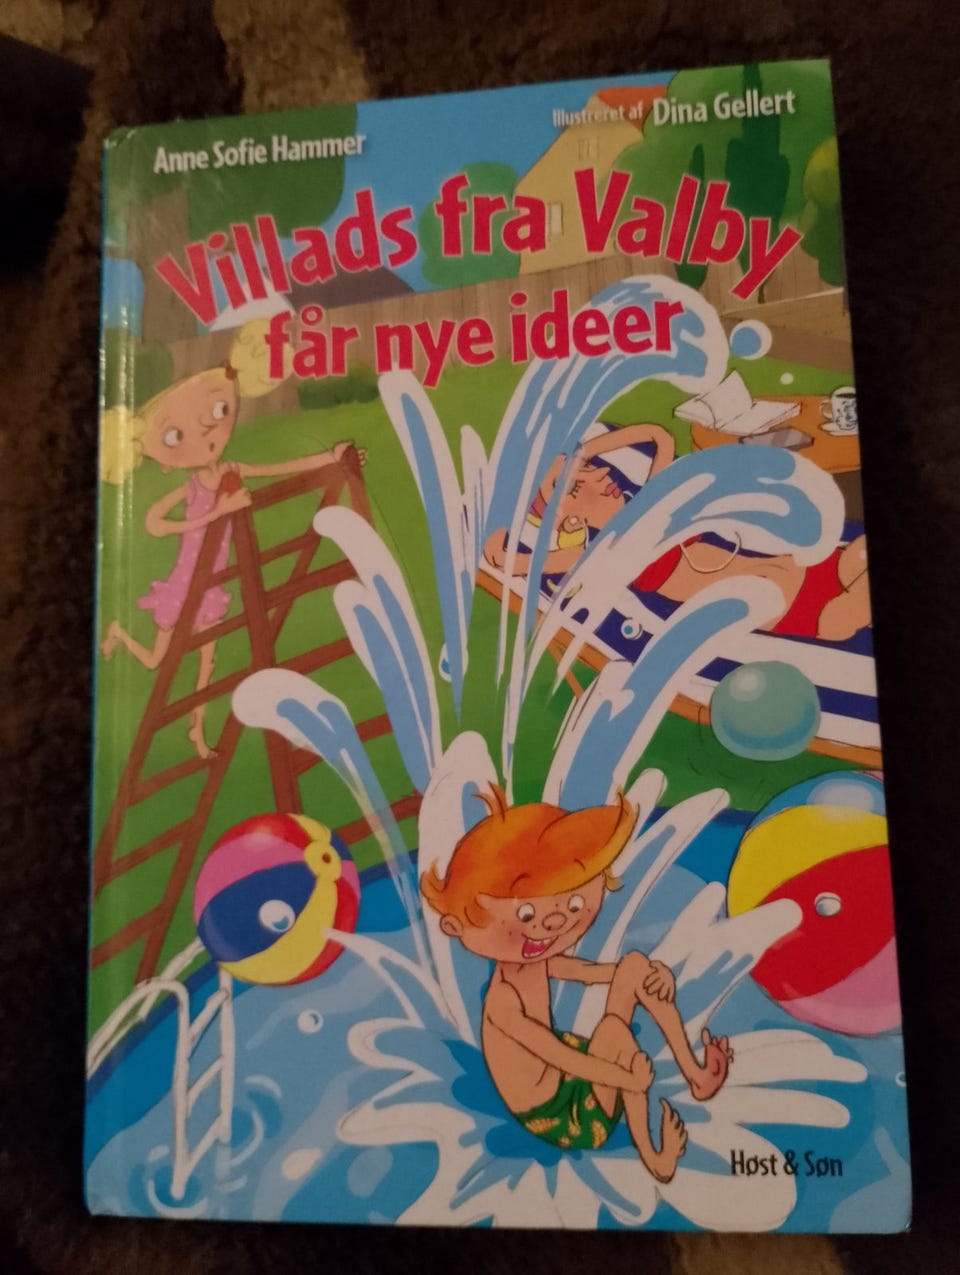 Anne Sofie Hammer
Illustreret af Dina Gellert
Villads fra Valby
får nye ideer
Høst & Søn